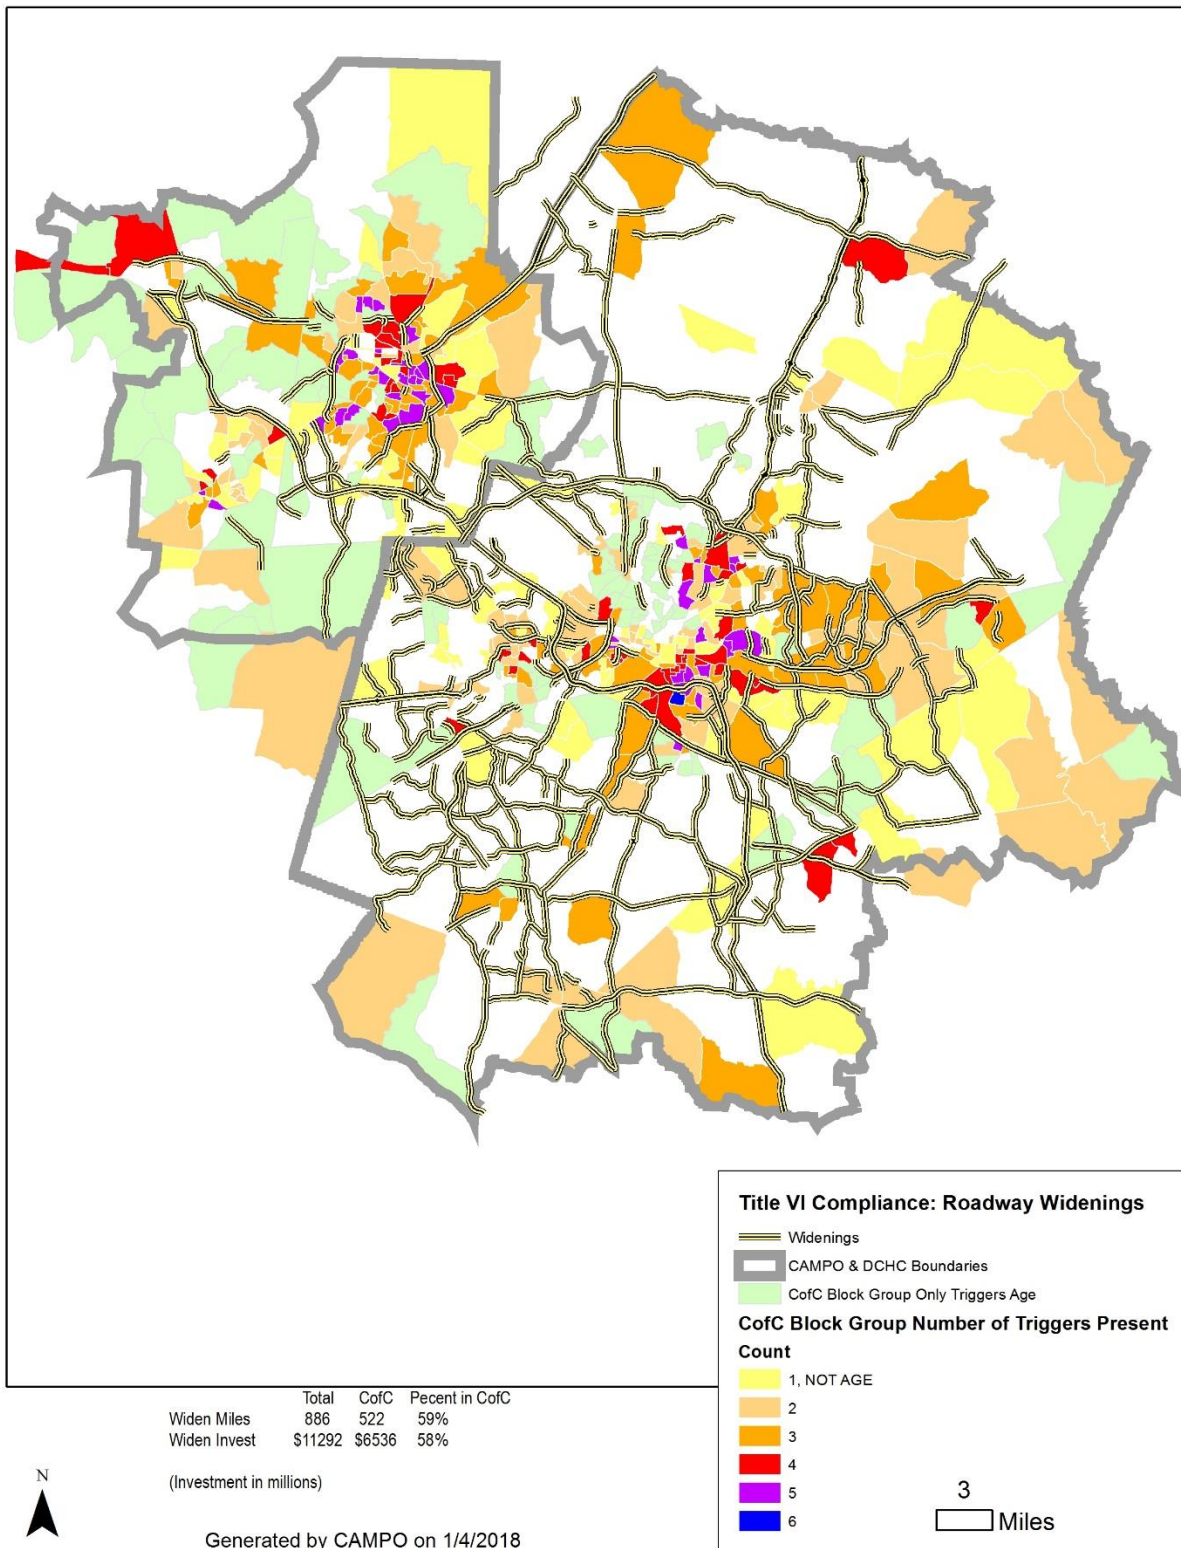 Title VI Compliance: Roadway Widenings
Widenings
CAMPO & DCHC Boundaries
CofC Block Group Only Triggers Age
CofC Block Group Number of Triggers Present
Count
1, NOT AGE
2
3
4
5
6
3
Miles
Total CofC Pecent in CofC
Widen Miles 886 522 59%
Widen Invest $11292 $6536 58%
(Investment in millions)
N
Generated by CAMPO on 1/4/2018